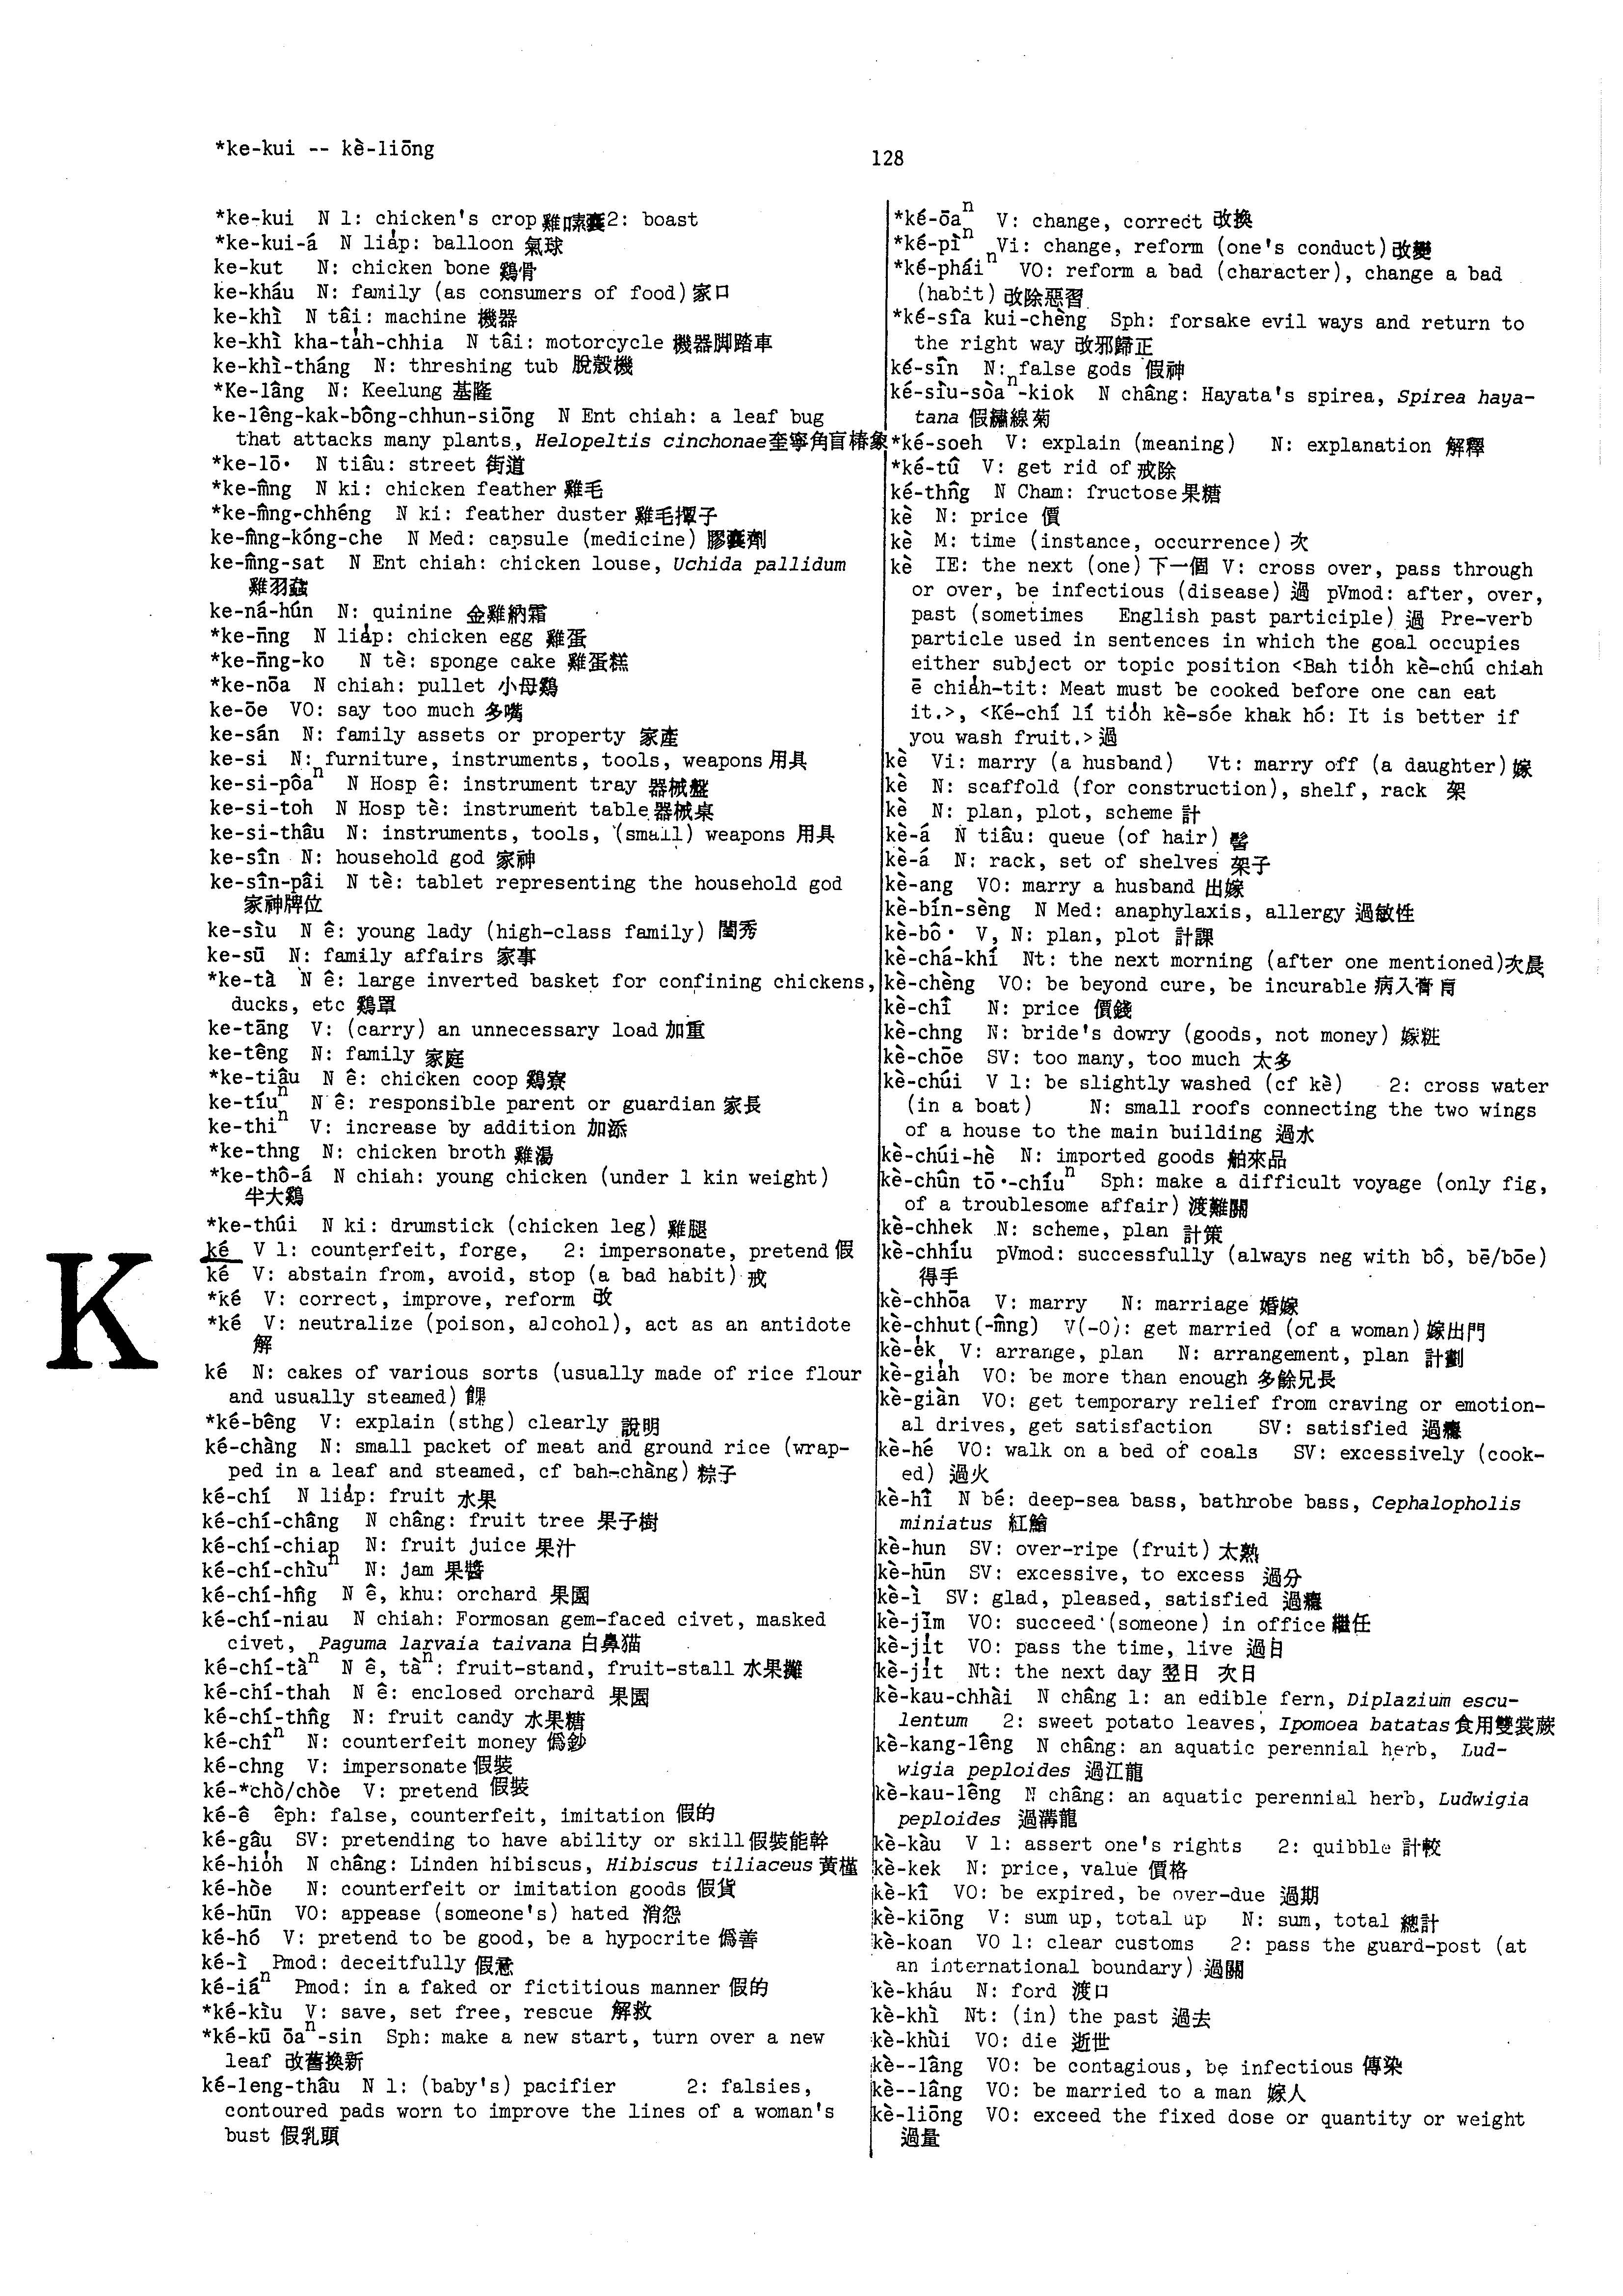 *ke-kui -- kè-liōng
128
*ke-kui N 1: chicken's crop 雞嗉囊 2: boast
*ke-kui-á N lia̍p: balloon 氣球
ke-kut N: chicken bone 鷄骨
ke-kháu N: family (as consumers of food) 家口
ke-khì N tâi: machine 機器
ke-khì kha-ta̍h-chhia N tâi: motorcycle 機器脚踏車
ke-khì-tháng N: threshing tub 脫殼機
*Ke-lâng N: Keelung 基隆
ke-lêng-kak-bông-chhun-siōng N Ent chiah: a leaf bug
that attacks many plants, Helopeltis cinchonae 奎寧角盲椿象
*ke-lō· N tiâu: street 街道
*ke-m̂ng N ki: chicken feather 雞毛
*ke-m̂ng-chhéng N ki: feather duster 雞毛撢子
ke-m̂ng-kóng-che N Med: capsule (medicine) 膠囊劑
ke-m̂ng-sat N Ent chiah: chicken louse, Uchida pallidum
雞羽蝨
ke-ná-hún N: quinine 金雞納霜
*ke-n̄ng N lia̍p: chicken egg 雞蛋
*ke-n̄ng-ko N tè: sponge cake 雞蛋糕
*ke-nōa N chiah: pullet 小母鷄
ke-ōe VO: say too much 多嘴
ke-sán N: family assets or property 家產
ke-si N: furniture, instruments, tools, weapons 用具
ke-si-pôaⁿ N Hosp ê: instrument tray 器械盤
ke-si-toh N Hosp tè: instrument table 器械桌
ke-si-thâu N: instruments, tools, (small) weapons 用具
ke-sîn N: household god 家神
ke-sîn-pâi N tè: tablet representing the household god
家神牌位
ke-sìu N ê: young lady (high-class family) 閨秀
ke-sū N: family affairs 家事
*ke-tà N ê: large inverted basket for confining chickens,
ducks, etc 鷄罩
ke-tāng V: (carry) an unnecessary load 加重
ke-têng N: family 家庭
*ke-tiâu N ê: chicken coop 鷄寮
ke-tíuⁿ N ê: responsible parent or guardian 家長
ke-thiⁿ V: increase by addition 加添
*ke-thng N: chicken broth 雞湯
*ke-thô-á N chiah: young chicken (under 1 kin weight)
半大鷄
*ke-thúi N ki: drumstick (chicken leg) 雞腿
ké V 1: counterfeit, forge, 2: impersonate, pretend 假
ké V: abstain from, avoid, stop (a bad habit) 戒
*ké V: correct, improve, reform 改
*ké V: neutralize (poison, alcohol), act as an antidote
解
K
ké N: cakes of various sorts (usually made of rice flour
and usually steamed) 餜
*ké-bêng V: explain (sthg) clearly 說明
ké-chàng N: small packet of meat and ground rice (wrap-
ped in a leaf and steamed, cf bah-chàng) 粽子
ké-chí N lia̍p: fruit 水果
ké-chí-châng N châng: fruit tree 果子樹
ké-chí-chiap N: fruit juice 果汁
ké-chí-chìuⁿ N: jam 果醬
ké-chí-hn̂g N ê, khu: orchard 果園
ké-chí-niau N chiah: Formosan gem-faced civet, masked
civet, Paguma larvaia taivana 白鼻猫
ké-chí-tàⁿ N ê, tàⁿ: fruit-stand, fruit-stall 水果攤
ké-chí-thah N ê: enclosed orchard 果園
ké-chí-thn̂g N: fruit candy 水果糖
ké-chîⁿ N: counterfeit money 僞鈔
ké-chng V: impersonate 假裝
ké-*chò/chòe V: pretend 假裝
ké-ê êph: false, counterfeit, imitation 假的
ké-gâu SV: pretending to have ability or skill 假裝能幹
ké-hio̍h N châng: Linden hibiscus, Hibiscus tiliaceus 黃槿
ké-hòe N: counterfeit or imitation goods 假貨
ké-hūn VO: appease (someone's) hated 消怨
ké-hó V: pretend to be good, be a hypocrite 僞善
ké-ì Pmod: deceitfully 假意
ké-iáⁿ Pmod: in a faked or fictitious manner 假的
*ké-kìu V: save, set free, rescue 解救
*ké-kū ōaⁿ-sin Sph: make a new start, turn over a new
leaf 改舊換新
ké-leng-thâu N 1: (baby's) pacifier 2: falsies,
contoured pads worn to improve the lines of a woman's
bust 假乳頭
*ké-ōaⁿ V: change, correct 改換
*ké-pìⁿ Vi: change, reform (one's conduct) 改變
*ké-pháiⁿ VO: reform a bad (character), change a bad
(habit) 改除惡習
*ké-sîa kui-chèng Sph: forsake evil ways and return to
the right way 改邪歸正
ké-sîn N: false gods 假神
ké-sìu-sòaⁿ-kiok N châng: Hayata's spirea, Spirea haya-
tana 假繡線菊
*ké-soeh V: explain (meaning) N: explanation 解釋
*ké-tû V: get rid of 戒除
ké-thn̂g N Cham: fructose 果糖
kè N: price 價
kè M: time (instance, occurrence) 次
kè IE: the next (one) 下一個 V: cross over, pass through
or over, be infectious (disease) 過 pVmod: after, over,
past (sometimes English past participle) 過 Pre-verb
particle used in sentences in which the goal occupies
either subject or topic position <Bah tio̍h kè-chú chiah
ē chia̍h-tit: Meat must be cooked before one can eat
it.>, <Ké-chí lí tio̍h kè-sóe khak hó: It is better if
you wash fruit.> 過
kè Vi: marry (a husband) Vt: marry off (a daughter) 嫁
kè N: scaffold (for construction), shelf, rack 架
kè N: plan, plot, scheme 計
kè-á N tiâu: queue (of hair) 髻
kè-á N: rack, set of shelves 架子
kè-ang VO: marry a husband 出嫁
kè-bín-sèng N Med: anaphylaxis, allergy 過敏性
kè-bô· V, N: plan, plot 計謀
kè-chá-khí Nt: the next morning (after one mentioned) 次晨
kè-chèng VO: be beyond cure, be incurable 病入膏肓
kè-chîⁿ N: price 價錢
kè-chng N: bride's dowry (goods, not money) 嫁粧
kè-chōe SV: too many, too much 太多
kè-chúi V 1: be slightly washed (cf kè) 2: cross water
(in a boat) N: small roofs connecting the two wings
of a house to the main building 過水
kè-chúi-hè N: imported goods 舶來品
kè-chûn tō·-chíuⁿ Sph: make a difficult voyage (only fig,
of a troublesome affair) 渡難關
kè-chhek N: scheme, plan 計策
kè-chhíu pVmod: successfully (always neg with bô, bē/bōe)
得手
kè-chhōa V: marry N: marriage 婚嫁
kè-chhut(-m̂ng) V(-O): get married (of a woman) 嫁出門
kè-e̍k V: arrange, plan N: arrangement, plan 計劃
kè-gia̍h VO: be more than enough 多餘兄長
kè-giàn VO: get temporary relief from craving or emotion-
al drives, get satisfaction SV: satisfied 過癮
kè-hé VO: walk on a bed of coals SV: excessively (cook-
ed) 過火
kè-hî N bé: deep-sea bass, bathrobe bass, Cephalopholis
miniatus 紅鱠
kè-hun SV: over-ripe (fruit) 太熟
kè-hūn SV: excessive, to excess 過分
kè-ì SV: glad, pleased, satisfied 過癮
kè-jīm VO: succeed (someone) in office 繼任
kè-ji̍t VO: pass the time, live 過日
kè-ji̍t Nt: the next day 翌日 次日
kè-kau-chhài N châng 1: an edible fern, Diplazium escu-
lentum 2: sweet potato leaves, Ipomoea batatas 食用雙裳蕨
kè-kang-lêng N châng: an aquatic perennial herb, Lud-
wigia peploides 過江龍
kè-kau-lêng N châng: an aquatic perennial herb, Ludwigia
peploides 過溝龍
kè-kàu V 1: assert one's rights 2: quibble 計較
kè-kek N: price, value 價格
kè-kî VO: be expired, be over-due 過期
kè-kiōng V: sum up, total up N: sum, total 總計
kè-koan VO 1: clear customs 2: pass the guard-post (at
an international boundary) 過關
kè-kháu N: ford 渡口
kè-khì Nt: (in) the past 過去
kè-khùi VO: die 逝世
kè--lâng VO: be contagious, be infectious 傳染
kè--lâng VO: be married to a man 嫁人
kè-liōng VO: exceed the fixed dose or quantity or weight
過量